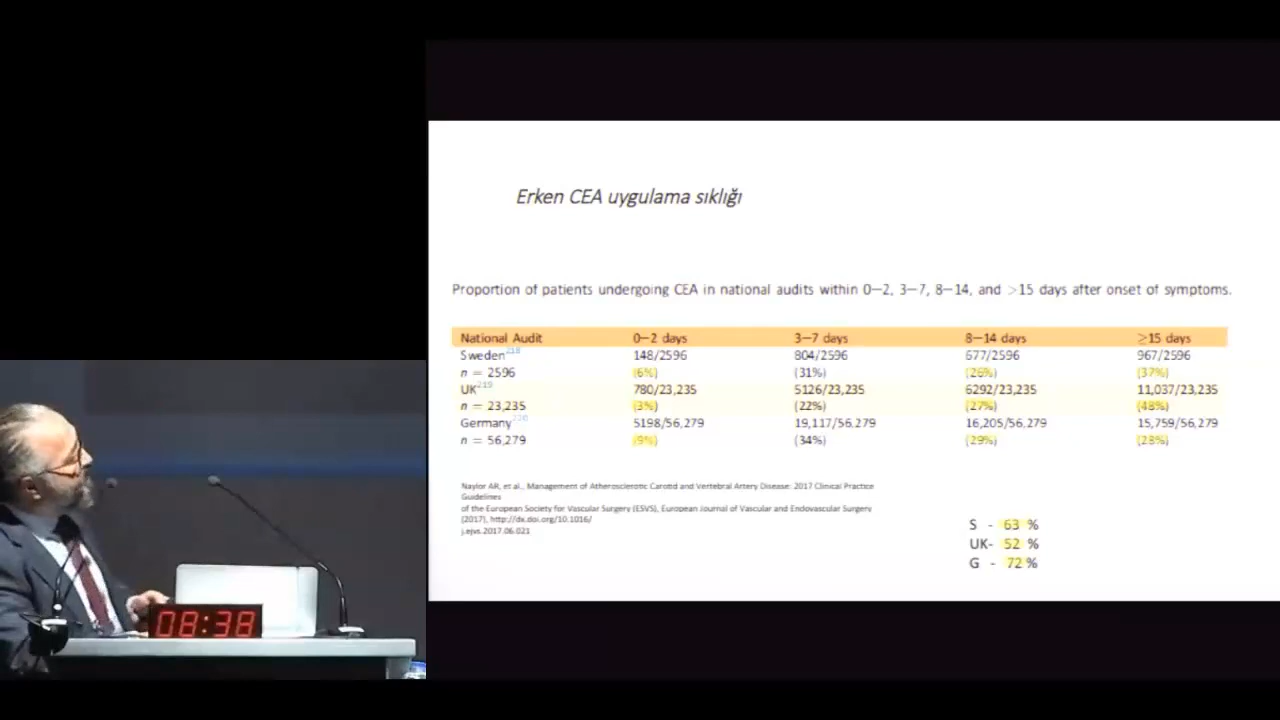 Erken CEA uygulama sıklığı
Proportion of patients undergoing CEA in national audits within 0–2, 3–7, 8–14, and >15 days after onset of symptoms.
National Audit 0–2 days 3–7 days 8–14 days ≥15 days
Sweden 148/2596 804/2596 677/2596 967/2596
n = 2596 (6%) (31%) (26%) (37%)
UK219 780/23,235 5126/23,235 6292/23,235 11,037/23,235
n = 23,235 (3%) (22%) (27%) (48%)
Germany 5198/56,279 19,117/56,279 16,205/56,279 15,759/56,279
n = 56,279 (9%) (34%) (29%) (28%)
Naylor AR, et al., Management of Atherosclerotic Carotid and Vertebral Artery Disease: 2017 Clinical Practice
Guidelines
of the European Society for Vascular Surgery (ESVS), European Journal of Vascular and Endovascular Surgery
(2017), http://dx.doi.org/10.1016/
j.ejvs.2017.06.021
S - 63 %
UK- 52 %
G - 72 %
08:38